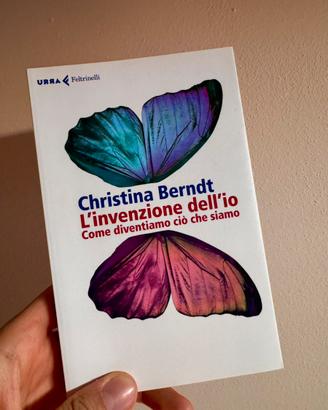 URRA Feltrinelli
Christina Berndt
L'invenzione dell'io
Come diventiamo ciò che siamo